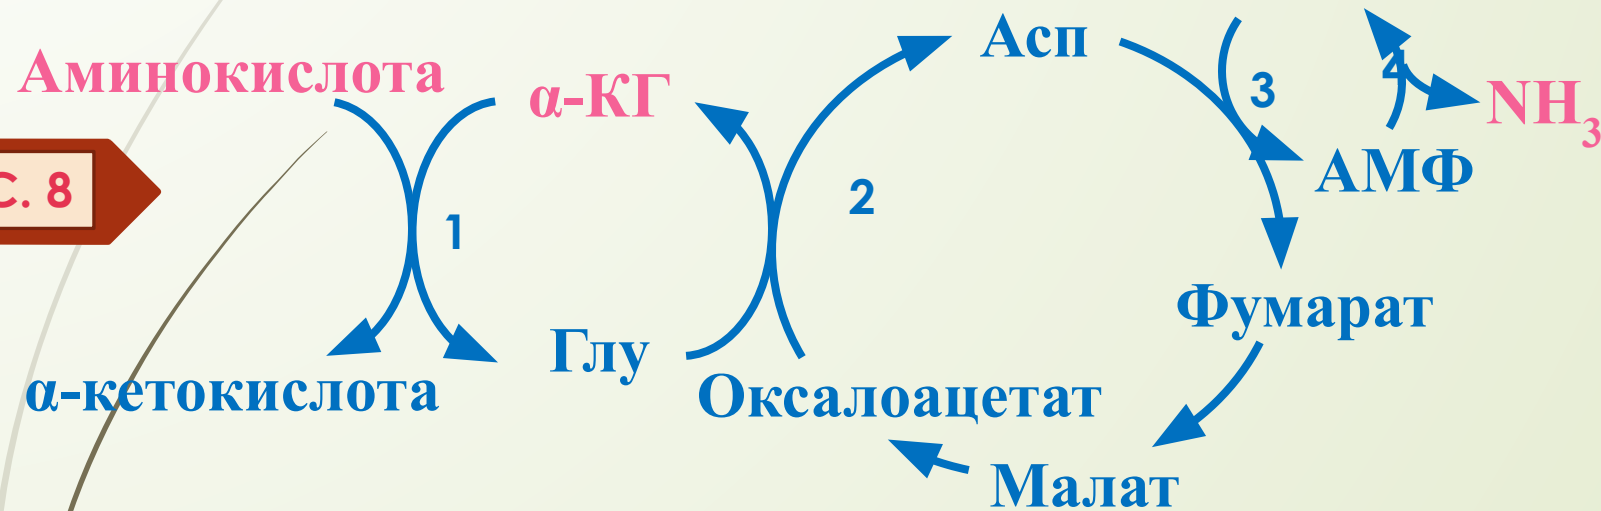 Асп
Аминокислота
α-КГ
3
4
NH₃
АМФ
С. 8
1
2
Фумарат
Глу
α-кетокислота
Оксалоацетат
Малат